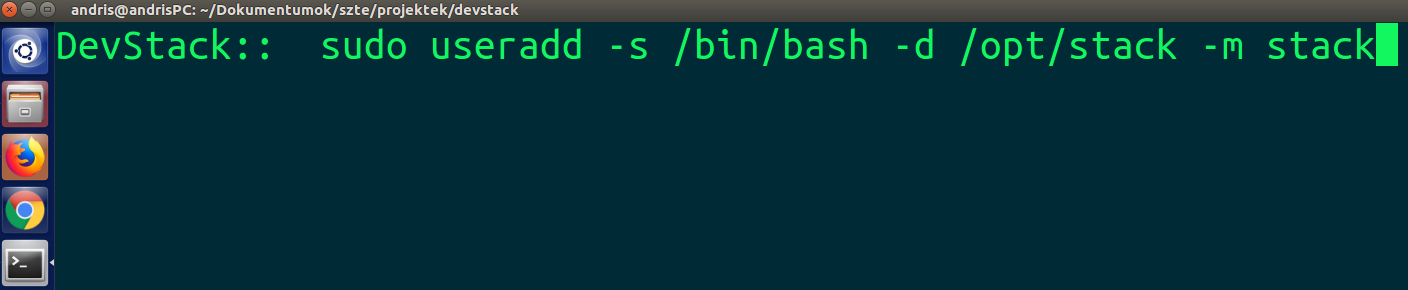 andris@andrisPC: ~/Dokumentumok/szte/projektek/devstack
DevStack:: sudo useradd -s /bin/bash -d /opt/stack -m stack